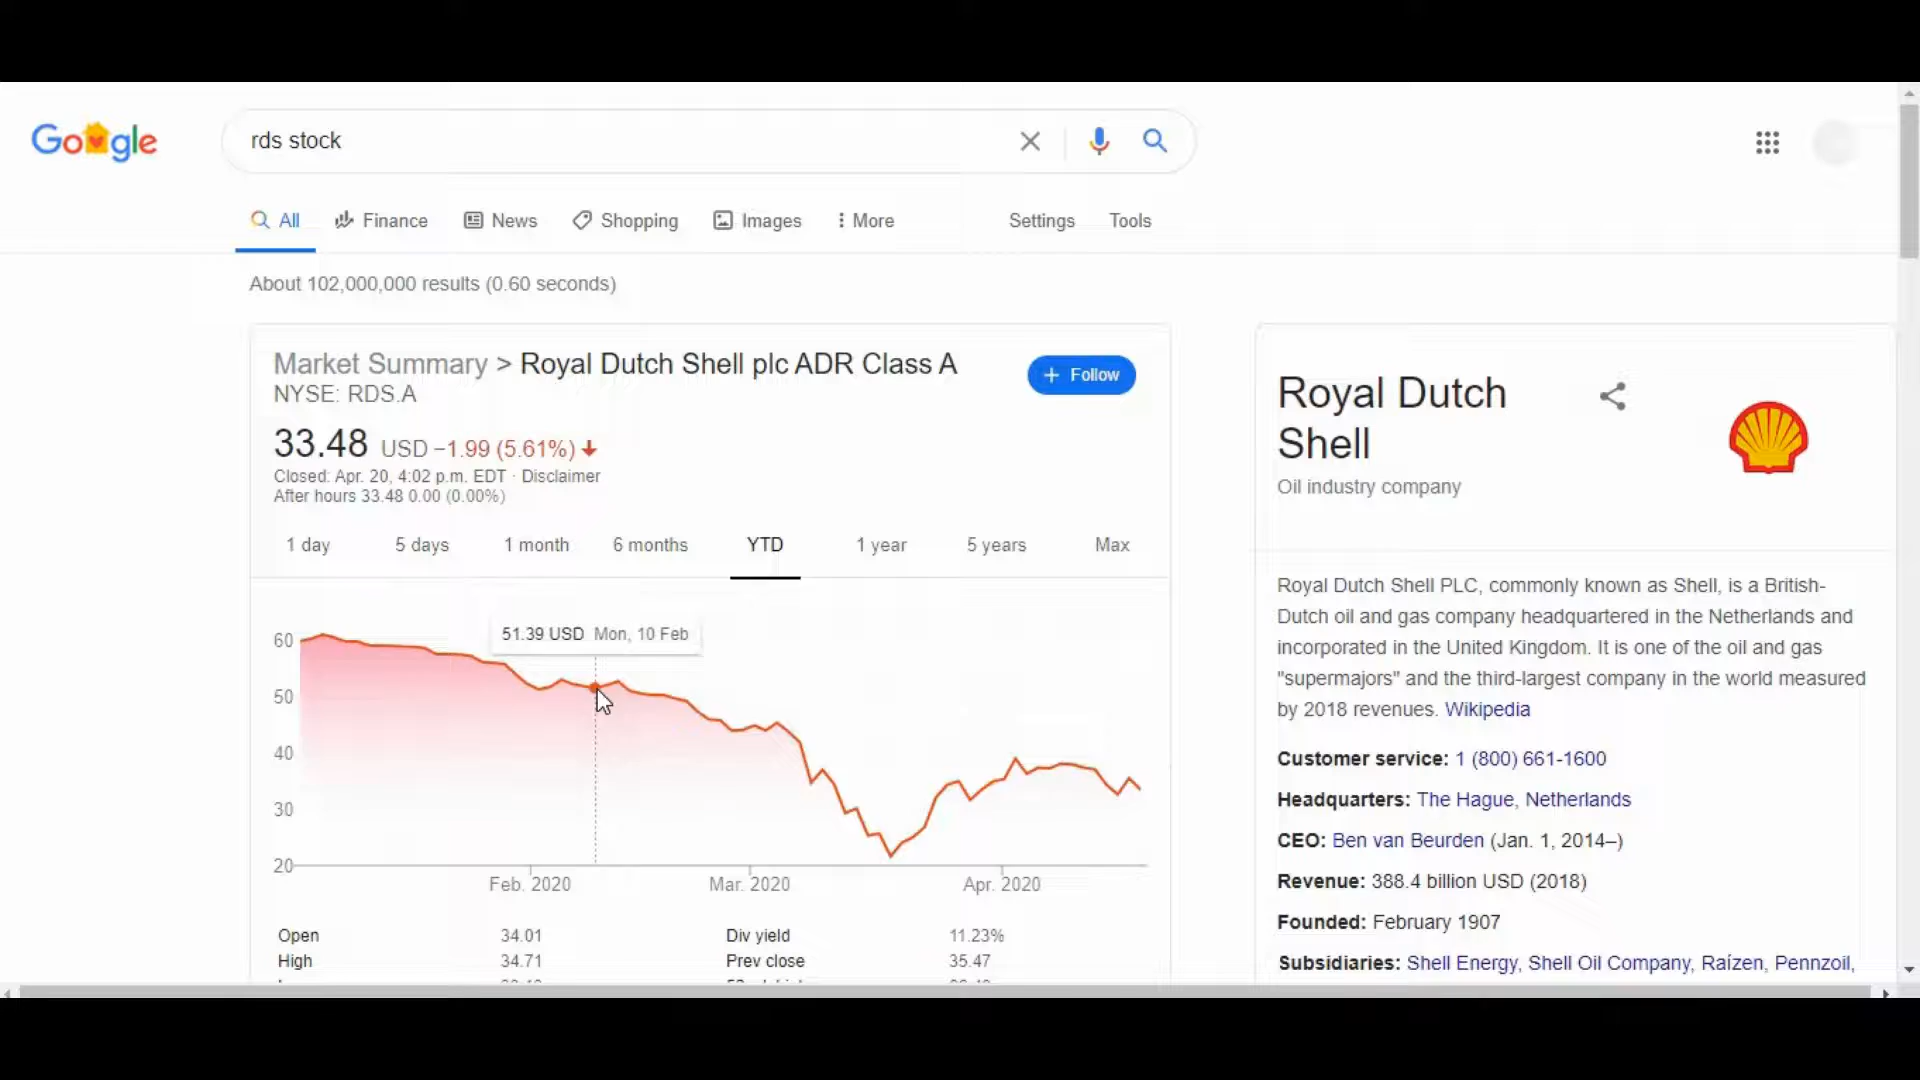 Google
rds stock
All Finance News Shopping Images More Settings Tools
About 102,000,000 results (0.60 seconds)
Market Summary > Royal Dutch Shell plc ADR Class A
NYSE: RDS.A
+ Follow
33.48 USD −1.99 (5.61%)
Closed: Apr. 20, 4:02 p.m. EDT · Disclaimer
After hours 33.48 0.00 (0.00%)
1 day 5 days 1 month 6 months YTD 1 year 5 years Max
51.39 USD Mon, 10 Feb
60
50
40
30
20
Feb. 2020 Mar. 2020 Apr. 2020
Open 34.01 Div yield 11.23%
High 34.71 Prev close 35.47
Royal Dutch
Shell
Oil industry company
Royal Dutch Shell PLC, commonly known as Shell, is a British-
Dutch oil and gas company headquartered in the Netherlands and
incorporated in the United Kingdom. It is one of the oil and gas
"supermajors" and the third-largest company in the world measured
by 2018 revenues. Wikipedia
Customer service: 1 (800) 661-1600
Headquarters: The Hague, Netherlands
CEO: Ben van Beurden (Jan. 1, 2014–)
Revenue: 388.4 billion USD (2018)
Founded: February 1907
Subsidiaries: Shell Energy, Shell Oil Company, Raízen, Pennzoil,